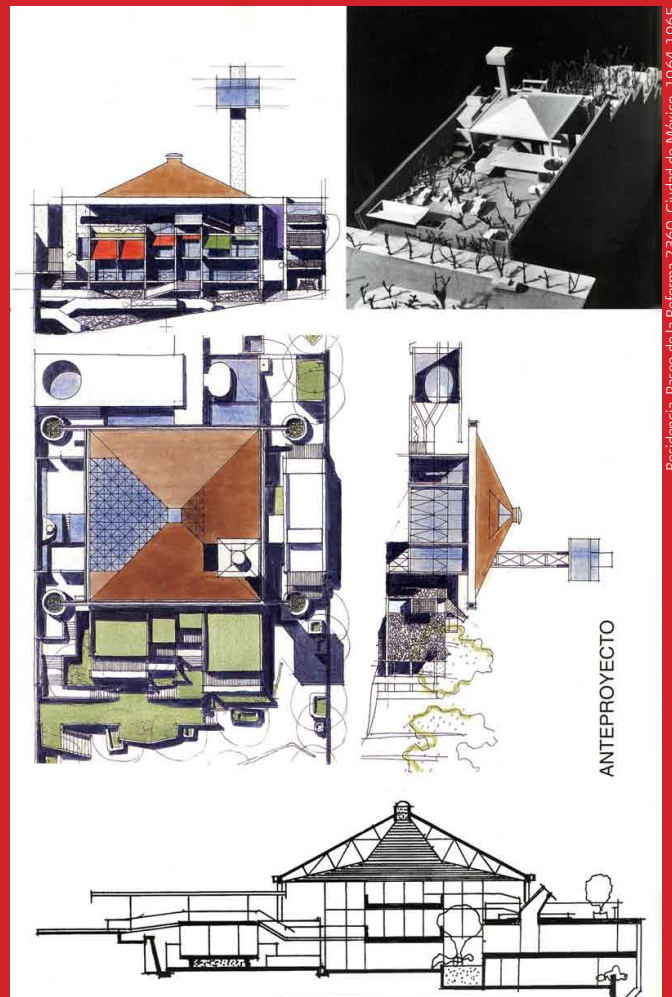 Residencia, Paseo de la Reforma 2360, Ciudad de México, 1964-1965
ANTEPROYECTO